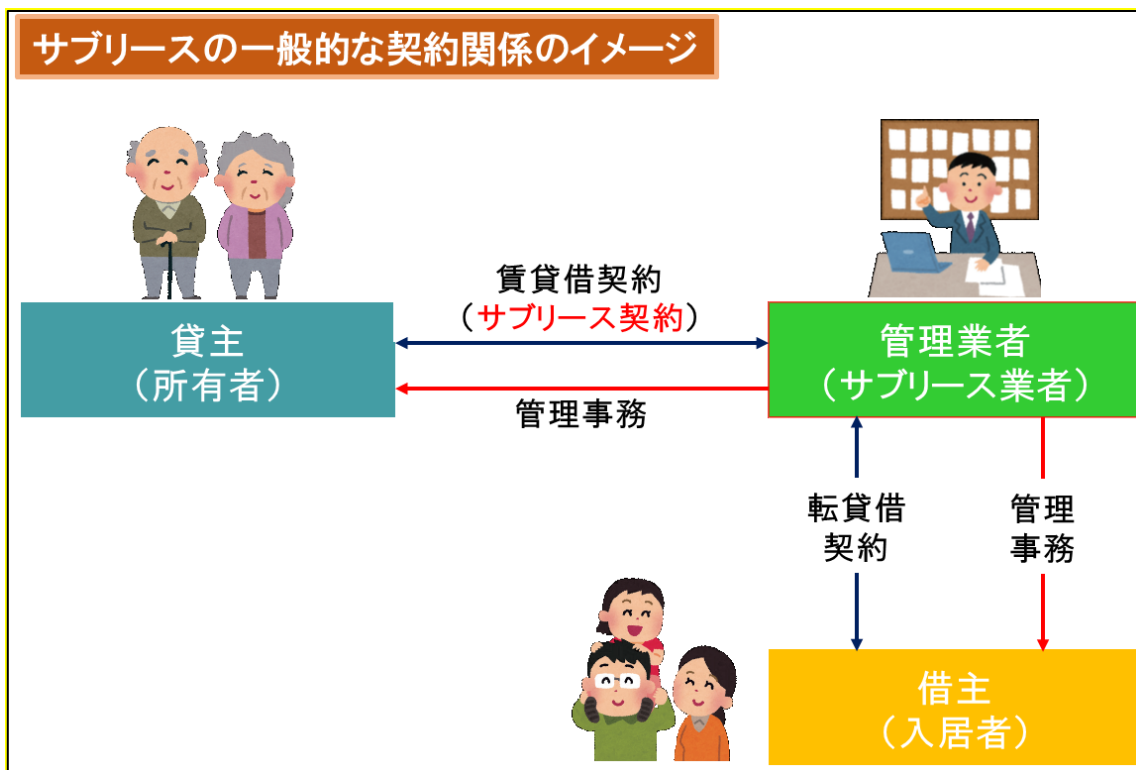 サブリースの一般的な契約関係のイメージ
賃貸借契約
（サブリース契約）
貸主
（所有者）
管理業者
（サブリース業者）
管理事務
転貸借
契約
管理
事務
借主
（入居者）